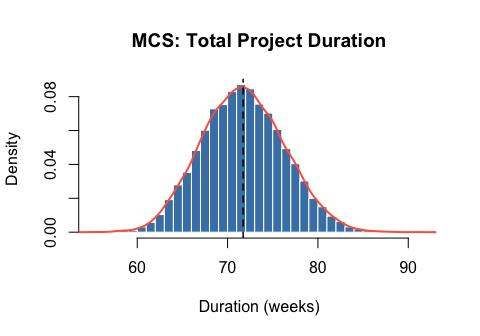 MCS: Total Project Duration
Density
0.08
0.04
0.00
60 70 80 90
Duration (weeks)